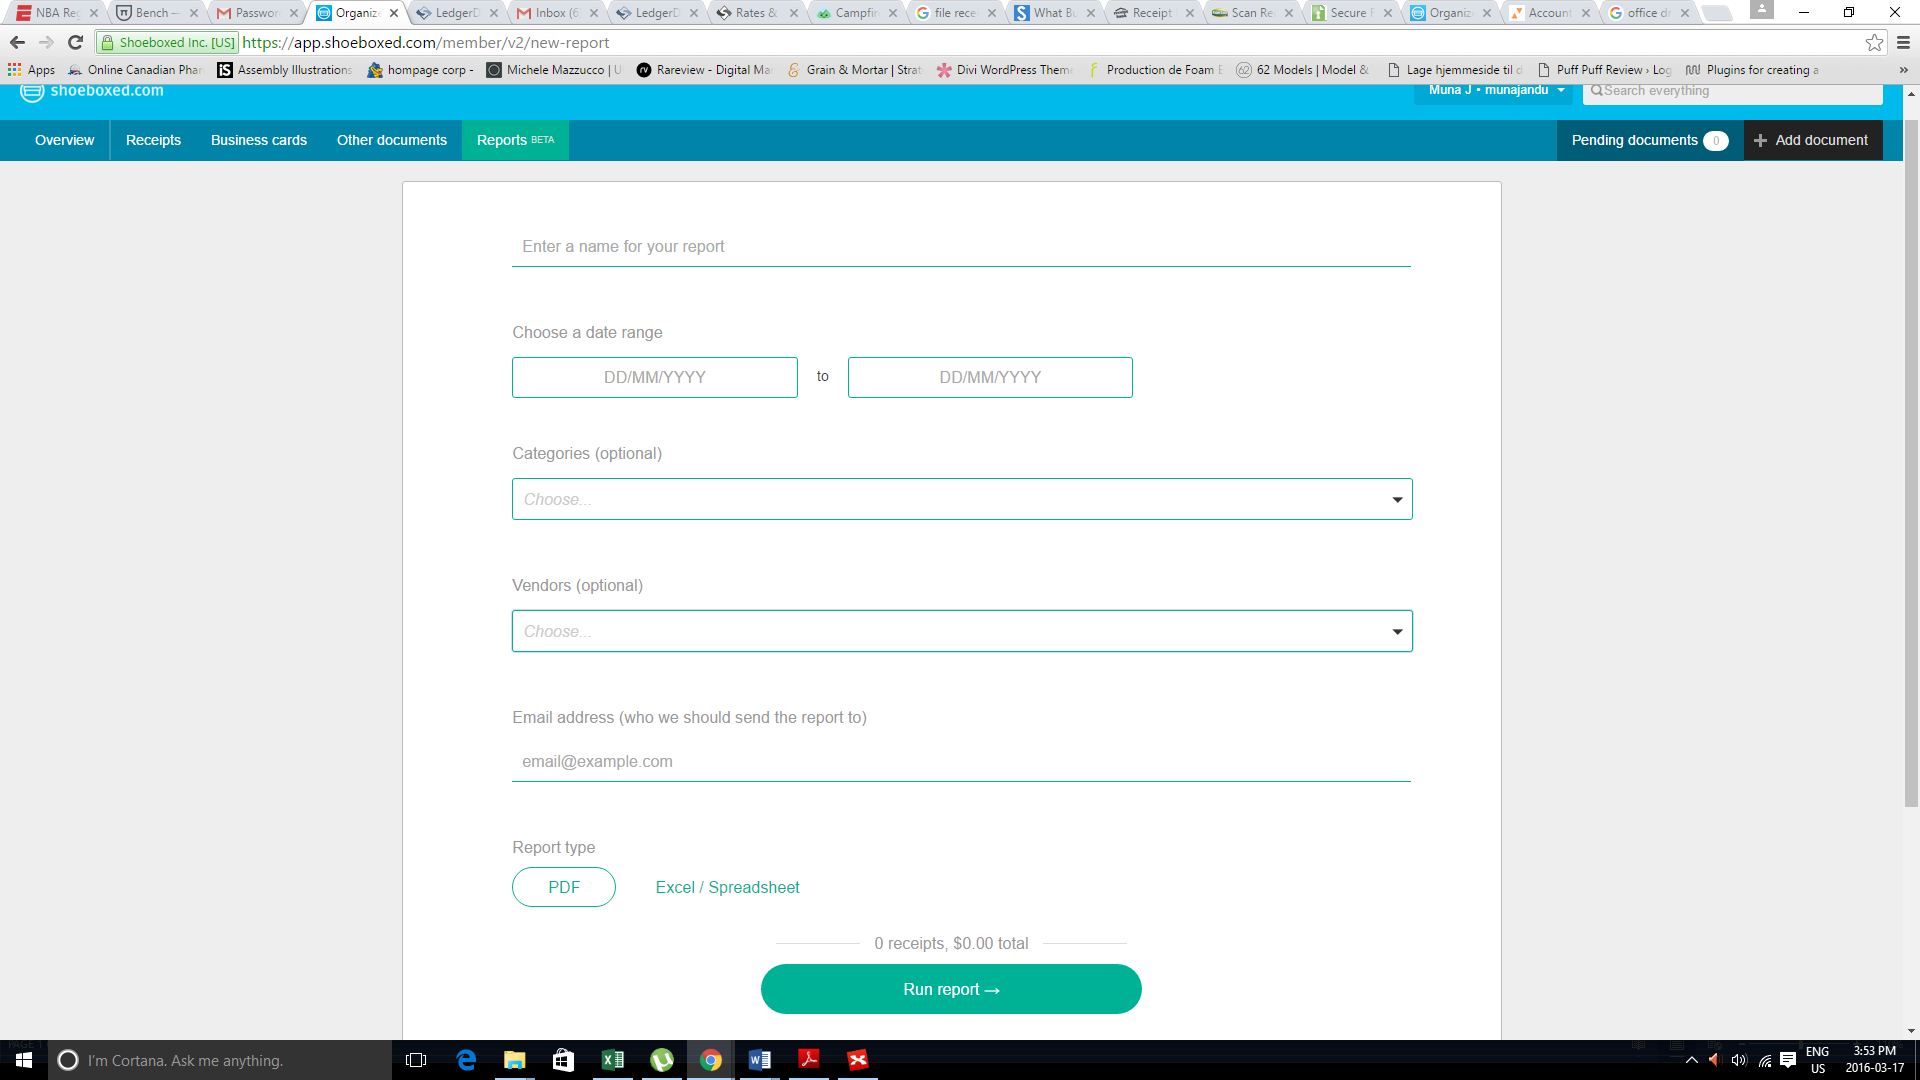 NBA Re
Bench —
Passwor
Organiz
LedgerD
Inbox (6
LedgerD
Rates &
Campfir
file rece
What Bu
Receipt
Scan Re
Secure F
Organiz
Account
office dr
Shoeboxed Inc. [US] https://app.shoeboxed.com/member/v2/new-report
Apps
Online Canadian Phar
Assembly Illustrations
hompage corp -
Michele Mazzucco | U
Rareview - Digital Ma
Grain & Mortar | Strat
Divi WordPress Theme
Production de Foam E
62 Models | Model &
Lage hjemmeside til d
Puff Puff Review › Log
Plugins for creating a
»
shoeboxed.com
Muna J • munajandu
Search everything
Overview
Receipts
Business cards
Other documents
Reports BETA
Pending documents 0
+ Add document
Enter a name for your report
Choose a date range
DD/MM/YYYY to DD/MM/YYYY
Categories (optional)
Choose...
Vendors (optional)
Choose...
Email address (who we should send the report to)
email@example.com
Report type
PDF
Excel / Spreadsheet
0 receipts, $0.00 total
Run report →
I'm Cortana. Ask me anything.
ENG
US
3:53 PM
2016-03-17